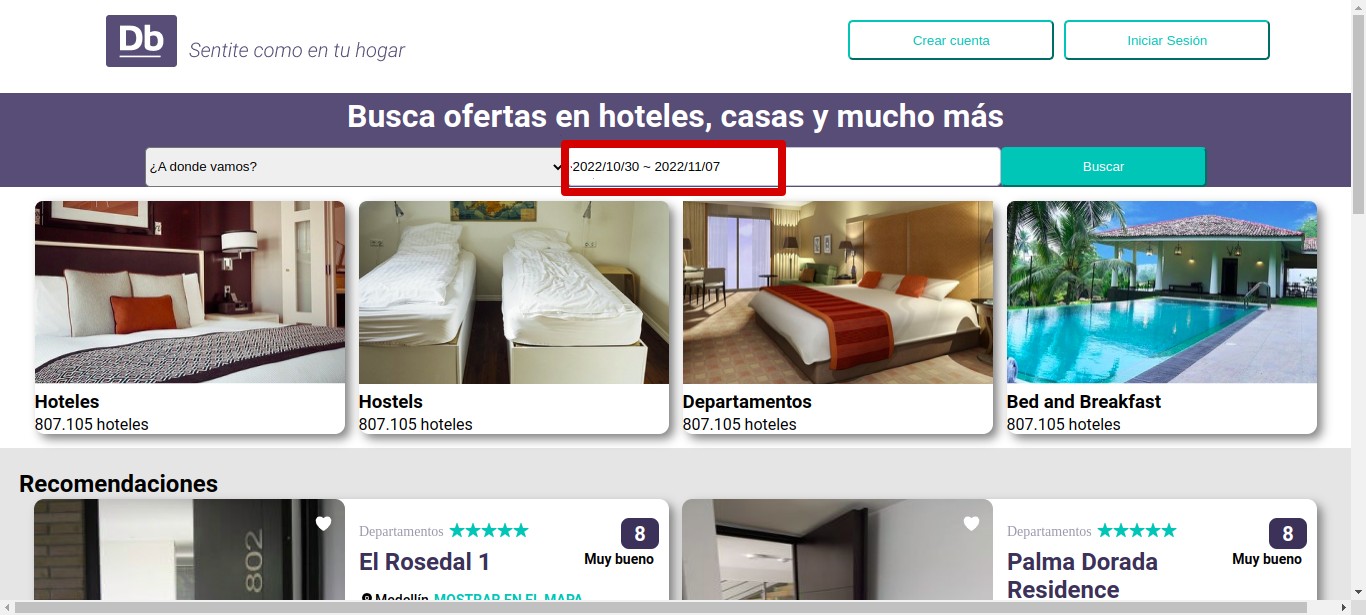 Db
Sentite como en tu hogar
Crear cuenta
Iniciar Sesión
Busca ofertas en hoteles, casas y mucho más
¿A donde vamos?
2022/10/30 ~ 2022/11/07
Buscar
Hoteles
807.105 hoteles
Hostels
807.105 hoteles
Departamentos
807.105 hoteles
Bed and Breakfast
807.105 hoteles
Recomendaciones
802
Departamentos
8
El Rosedal 1
Muy bueno
Medellín MOSTRAR EN EL MAPA
Departamentos
8
Palma Dorada
Residence
Muy bueno